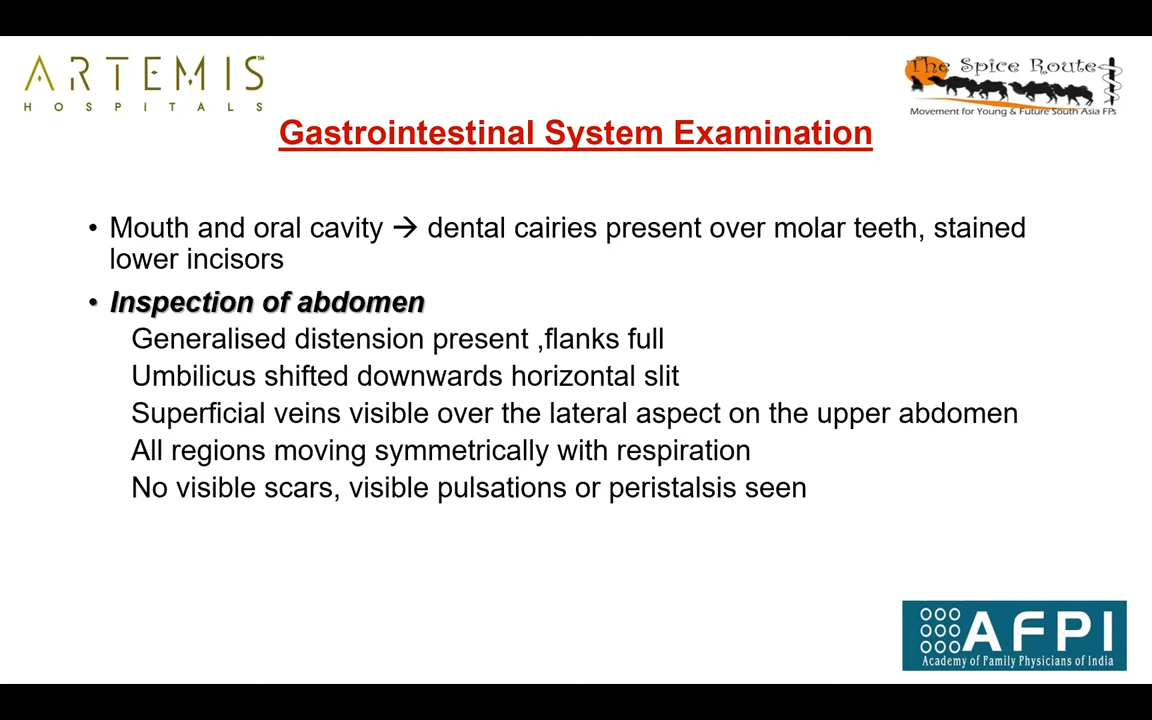 ARTEMIS™
HOSPITALS
The Spice Route
Movement for Young & Future South Asia FPs
Gastrointestinal System Examination
• Mouth and oral cavity → dental cairies present over molar teeth, stained
lower incisors
• Inspection of abdomen
Generalised distension present ,flanks full
Umbilicus shifted downwards horizontal slit
Superficial veins visible over the lateral aspect on the upper abdomen
All regions moving symmetrically with respiration
No visible scars, visible pulsations or peristalsis seen
AFPI
Academy of Family Physicians of India